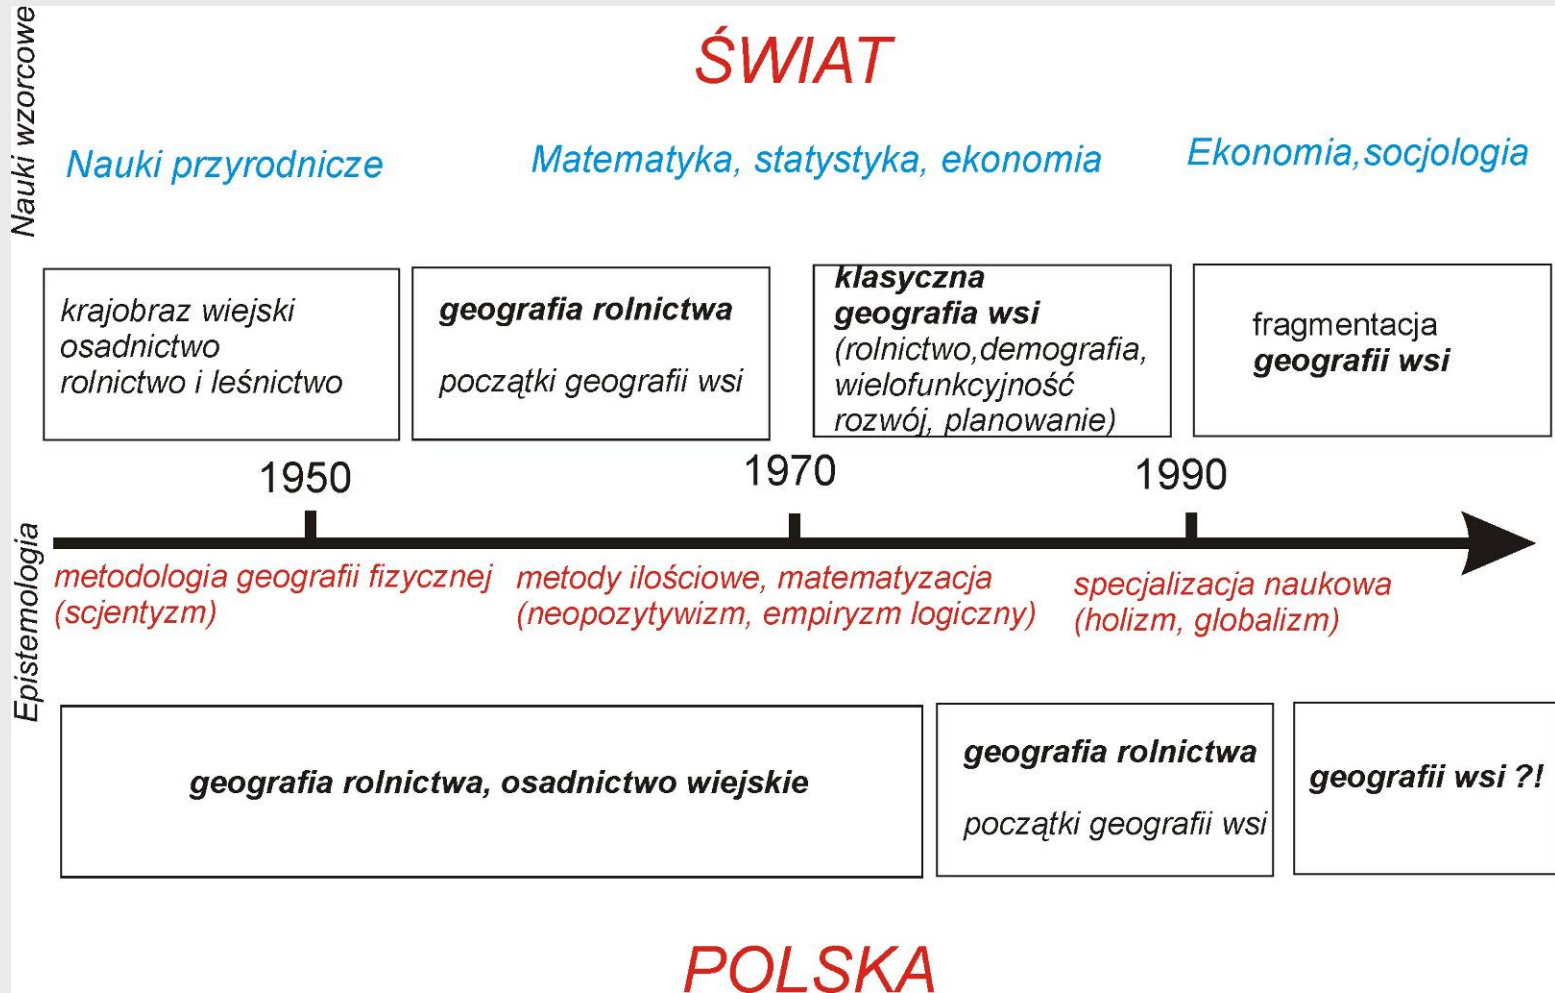 ŚWIAT
Nauki wzorcowe
Nauki przyrodnicze
Matematyka, statystyka, ekonomia
Ekonomia,socjologia
krajobraz wiejski
osadnictwo
rolnictwo i leśnictwo
geografia rolnictwa
początki geografii wsi
klasyczna
geografia wsi
(rolnictwo,demografia,
wielofunkcyjność
rozwój, planowanie)
fragmentacja
geografii wsi
1950
1970
1990
Epistemologia
metodologia geografii fizycznej
(scjentyzm)
metody ilościowe, matematyzacja
(neopozytywizm, empiryzm logiczny)
specjalizacja naukowa
(holizm, globalizm)
geografia rolnictwa, osadnictwo wiejskie
geografia rolnictwa
początki geografii wsi
geografii wsi ?!
POLSKA